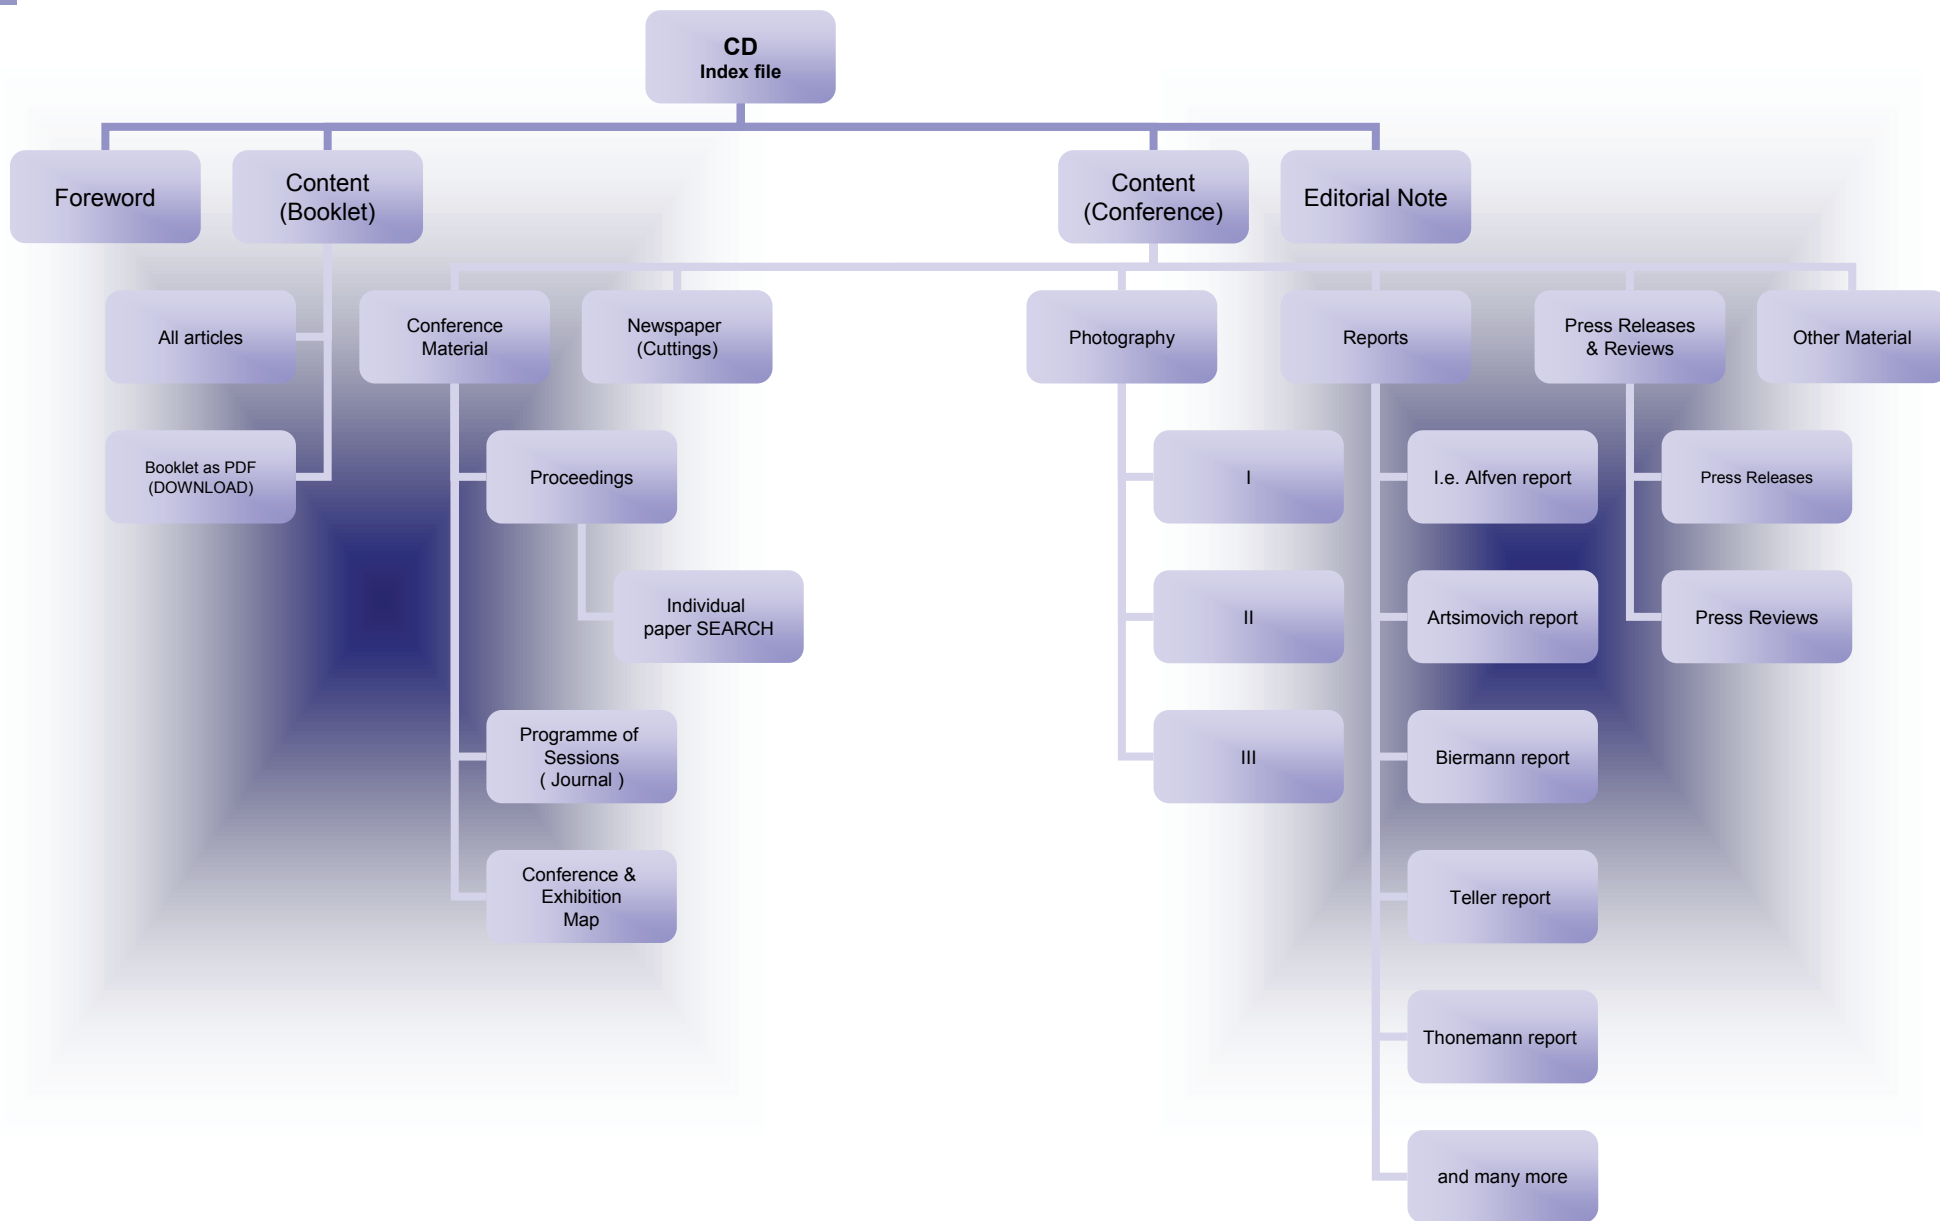 CD
Index file
Foreword
Content
(Booklet)
Content
(Conference)
Editorial Note
All articles
Conference
Material
Newspaper
(Cuttings)
Photography
Reports
Press Releases
& Reviews
Other Material
Booklet as PDF
(DOWNLOAD)
Proceedings
I
I.e. Alfven report
Press Releases
Individual
paper SEARCH
II
Artsimovich report
Press Reviews
Programme of
Sessions
( Journal )
III
Biermann report
Conference &
Exhibition
Map
Teller report
Thonemann report
and many more